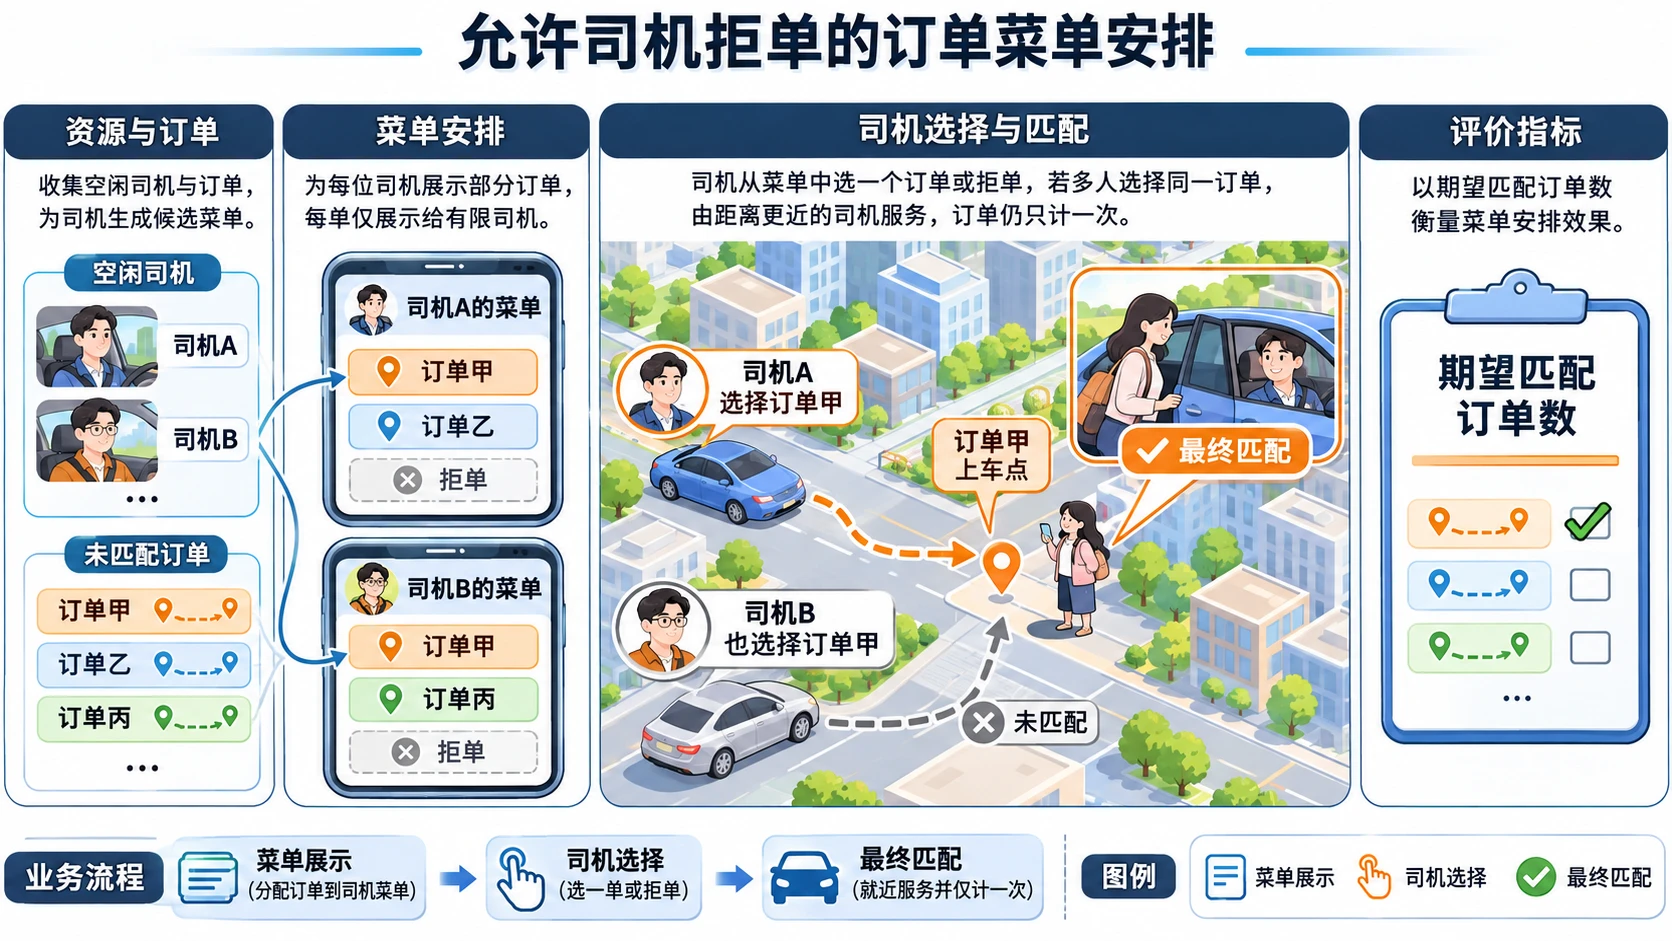 允许司机拒单的订单菜单安排
资源与订单
收集空闲司机与订单，
为司机生成候选菜单。
空闲司机
司机A
司机B
…
未匹配订单
订单甲
订单乙
订单丙
…
菜单安排
为每位司机展示部分订单，
每单仅展示给有限司机。
司机A的菜单
订单甲
订单乙
拒单
司机B的菜单
订单甲
订单丙
拒单
司机选择与匹配
司机从菜单中选一个订单或拒单，若多人选择同一订单，
由距离更近的司机服务，订单仍只计一次。
司机A
选择订单甲
订单甲
上车点
最终匹配
司机B
也选择订单甲
未匹配
评价指标
以期望匹配订单数
衡量菜单安排效果。
期望匹配
订单数
…
业务流程
菜单展示
(分配订单到司机菜单)
司机选择
(选一单或拒单)
最终匹配
(就近服务并仅计一次)
图例
菜单展示
司机选择
最终匹配